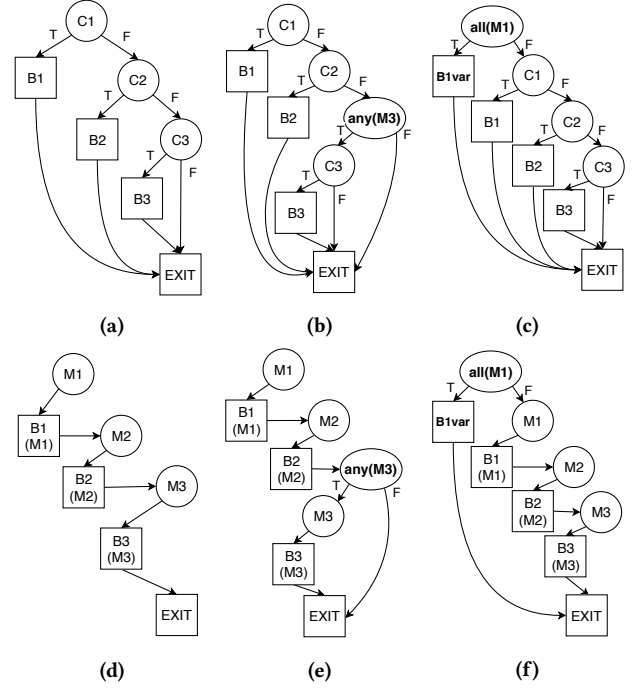 C1
T
F
B1
C2
T
F
B2
C3
T
F
B3
EXIT
(a)
C1
T
F
B1
C2
T
F
B2
any(M3)
T
F
C3
T
F
B3
EXIT
(b)
all(M1)
T
F
B1var
C1
T
F
B1
C2
T
F
B2
C3
T
F
B3
EXIT
(c)
M1
B1
(M1)
M2
B2
(M2)
M3
B3
(M3)
EXIT
(d)
M1
B1
(M1)
M2
B2
(M2)
any(M3)
T
F
M3
B3
(M3)
EXIT
(e)
all(M1)
T
F
B1var
M1
B1
(M1)
M2
B2
(M2)
M3
B3
(M3)
EXIT
(f)